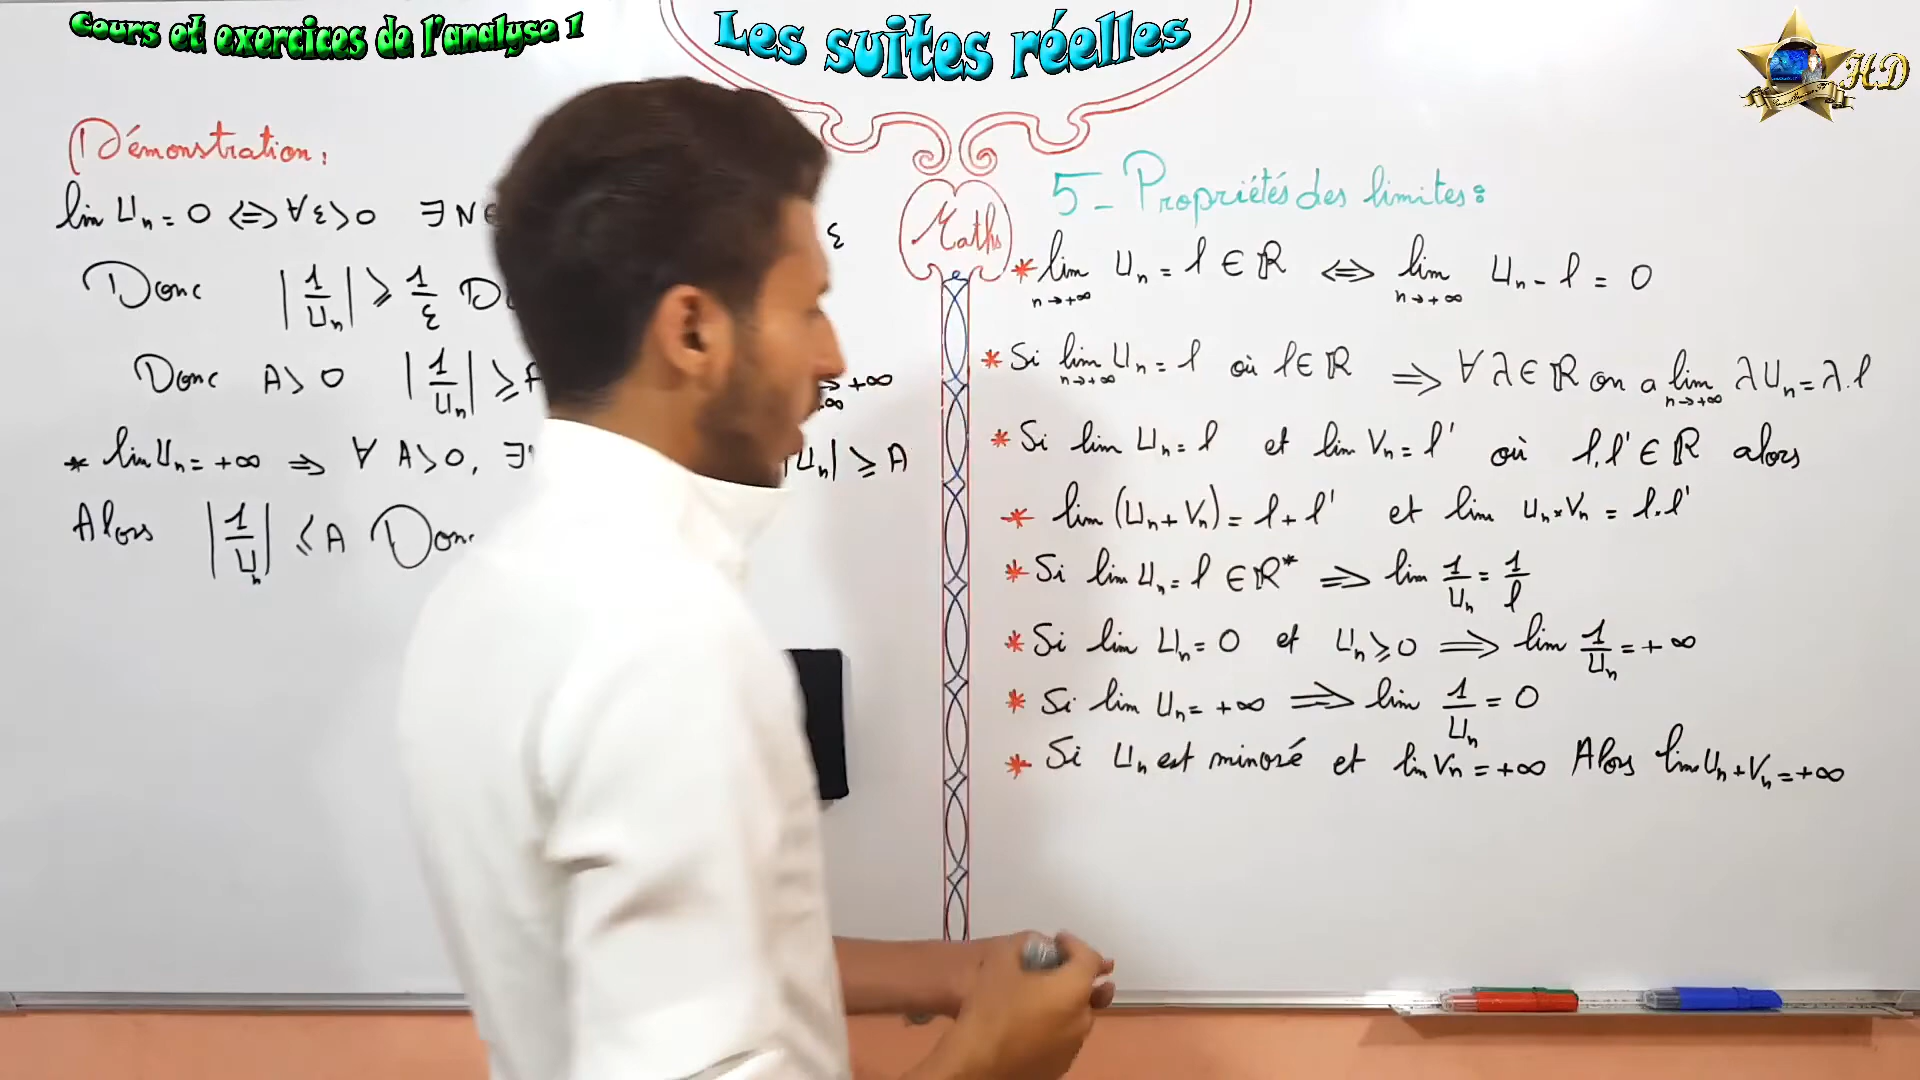 Cours et exercices de l'analyse 1
Les suites réelles
HD
Démonstration:
lim Un = 0 ⟺ ∀ε>0 ∃N∈ ε
Donc |1/Un| ≥ 1/ε
Donc A>0 |1/Un| ≥ → +∞
* lim Un = +∞ ⇒ ∀ A>0, ∃ |Un| ≥ A
Alors |1/Un| ≤ A Donc
Maths
5- Propriétés des limites:
* lim n→+∞ Un = l ∈ ℝ ⟺ lim n→+∞ Un - l = 0
* Si lim n→+∞ Un = l où l∈ℝ ⟹ ∀λ∈ℝ on a lim n→+∞ λUn = λ.l
* Si lim Un = l et lim Vn = l' où l,l'∈ℝ alors
* lim (Un + Vn) = l + l' et lim Un×Vn = l.l'
* Si lim Un = l ∈ ℝ* ⟹ lim 1/Un = 1/l
* Si lim Un = 0 et Un ≥ 0 ⟹ lim 1/Un = +∞
* Si lim Un = +∞ ⟹ lim 1/Un = 0
* Si Un est minoré et lim Vn = +∞ Alors lim Un + Vn = +∞